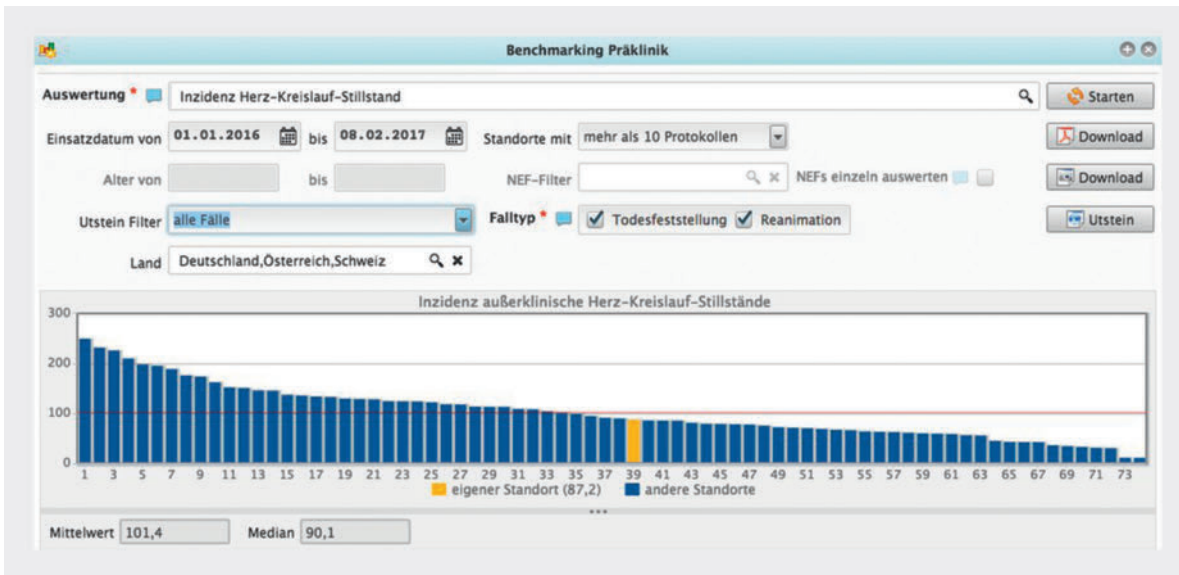 Benchmarking Präklinik
Auswertung * Inzidenz Herz-Kreislauf-Stillstand Starten
Einsatzdatum von 01.01.2016 bis 08.02.2017 Standorte mit mehr als 10 Protokollen Download
Alter von bis NEF-Filter NEFs einzeln auswerten Download
Utstein Filter alle Fälle Falltyp * Todesfeststellung Reanimation Utstein
Land Deutschland,Österreich,Schweiz
Inzidenz außerklinische Herz-Kreislauf-Stillstände
300
200
100
0
1 3 5 7 9 11 13 15 17 19 21 23 25 27 29 31 33 35 37 39 41 43 45 47 49 51 53 55 57 59 61 63 65 67 69 71 73
eigener Standort (87,2) andere Standorte
Mittelwert 101,4 Median 90,1